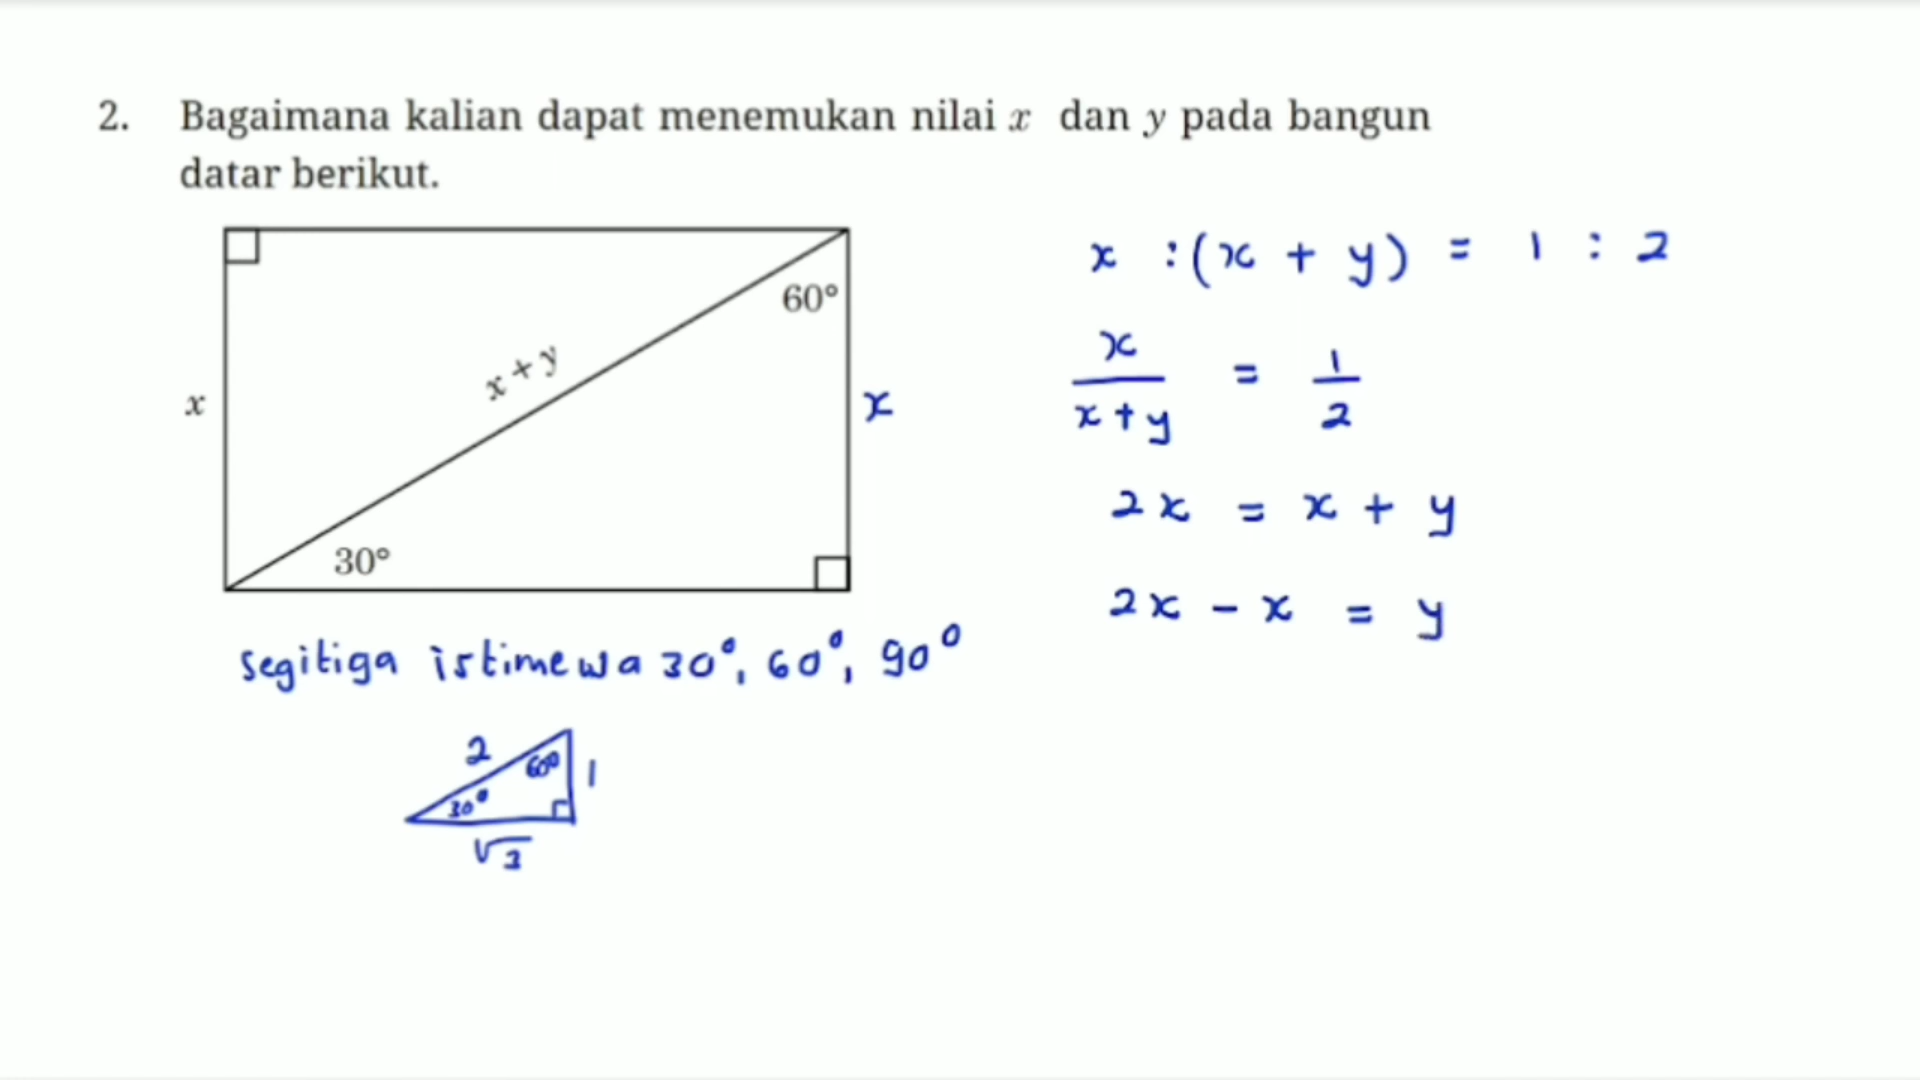 2. Bagaimana kalian dapat menemukan nilai x dan y pada bangun
datar berikut.
x : (x + y) = 1 : 2
60°
x
x + y
x
x/(x+y) = 1/2
2x = x + y
30°
2x - x = y
segitiga istimewa 30°, 60°, 90°
2
60°
1
30°
√3